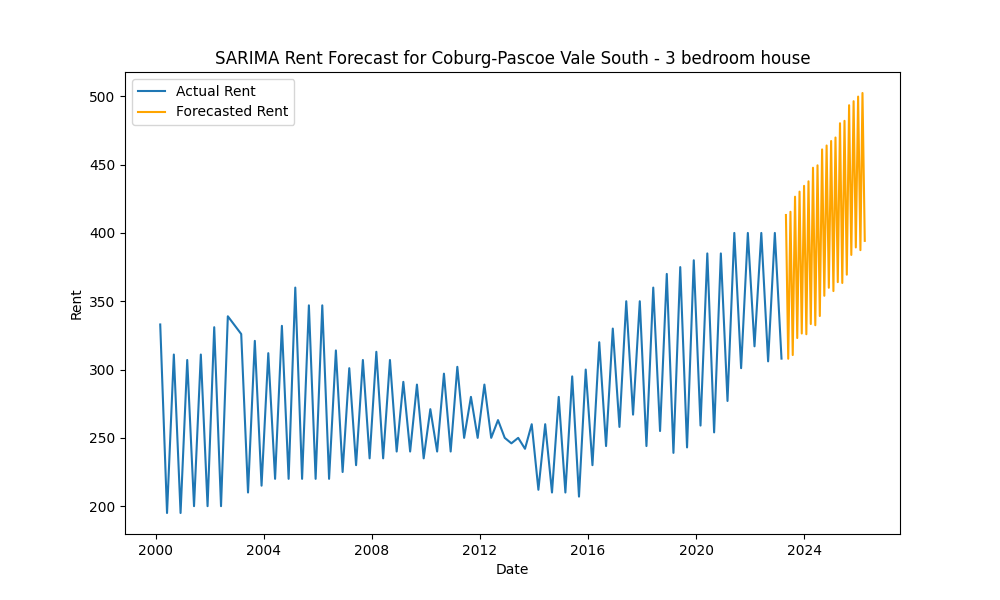 SARIMA Rent Forecast for Coburg-Pascoe Vale South - 3 bedroom house
Actual Rent
Forecasted Rent
500
450
400
350
300
250
200
Rent
2000 2004 2008 2012 2016 2020 2024
Date